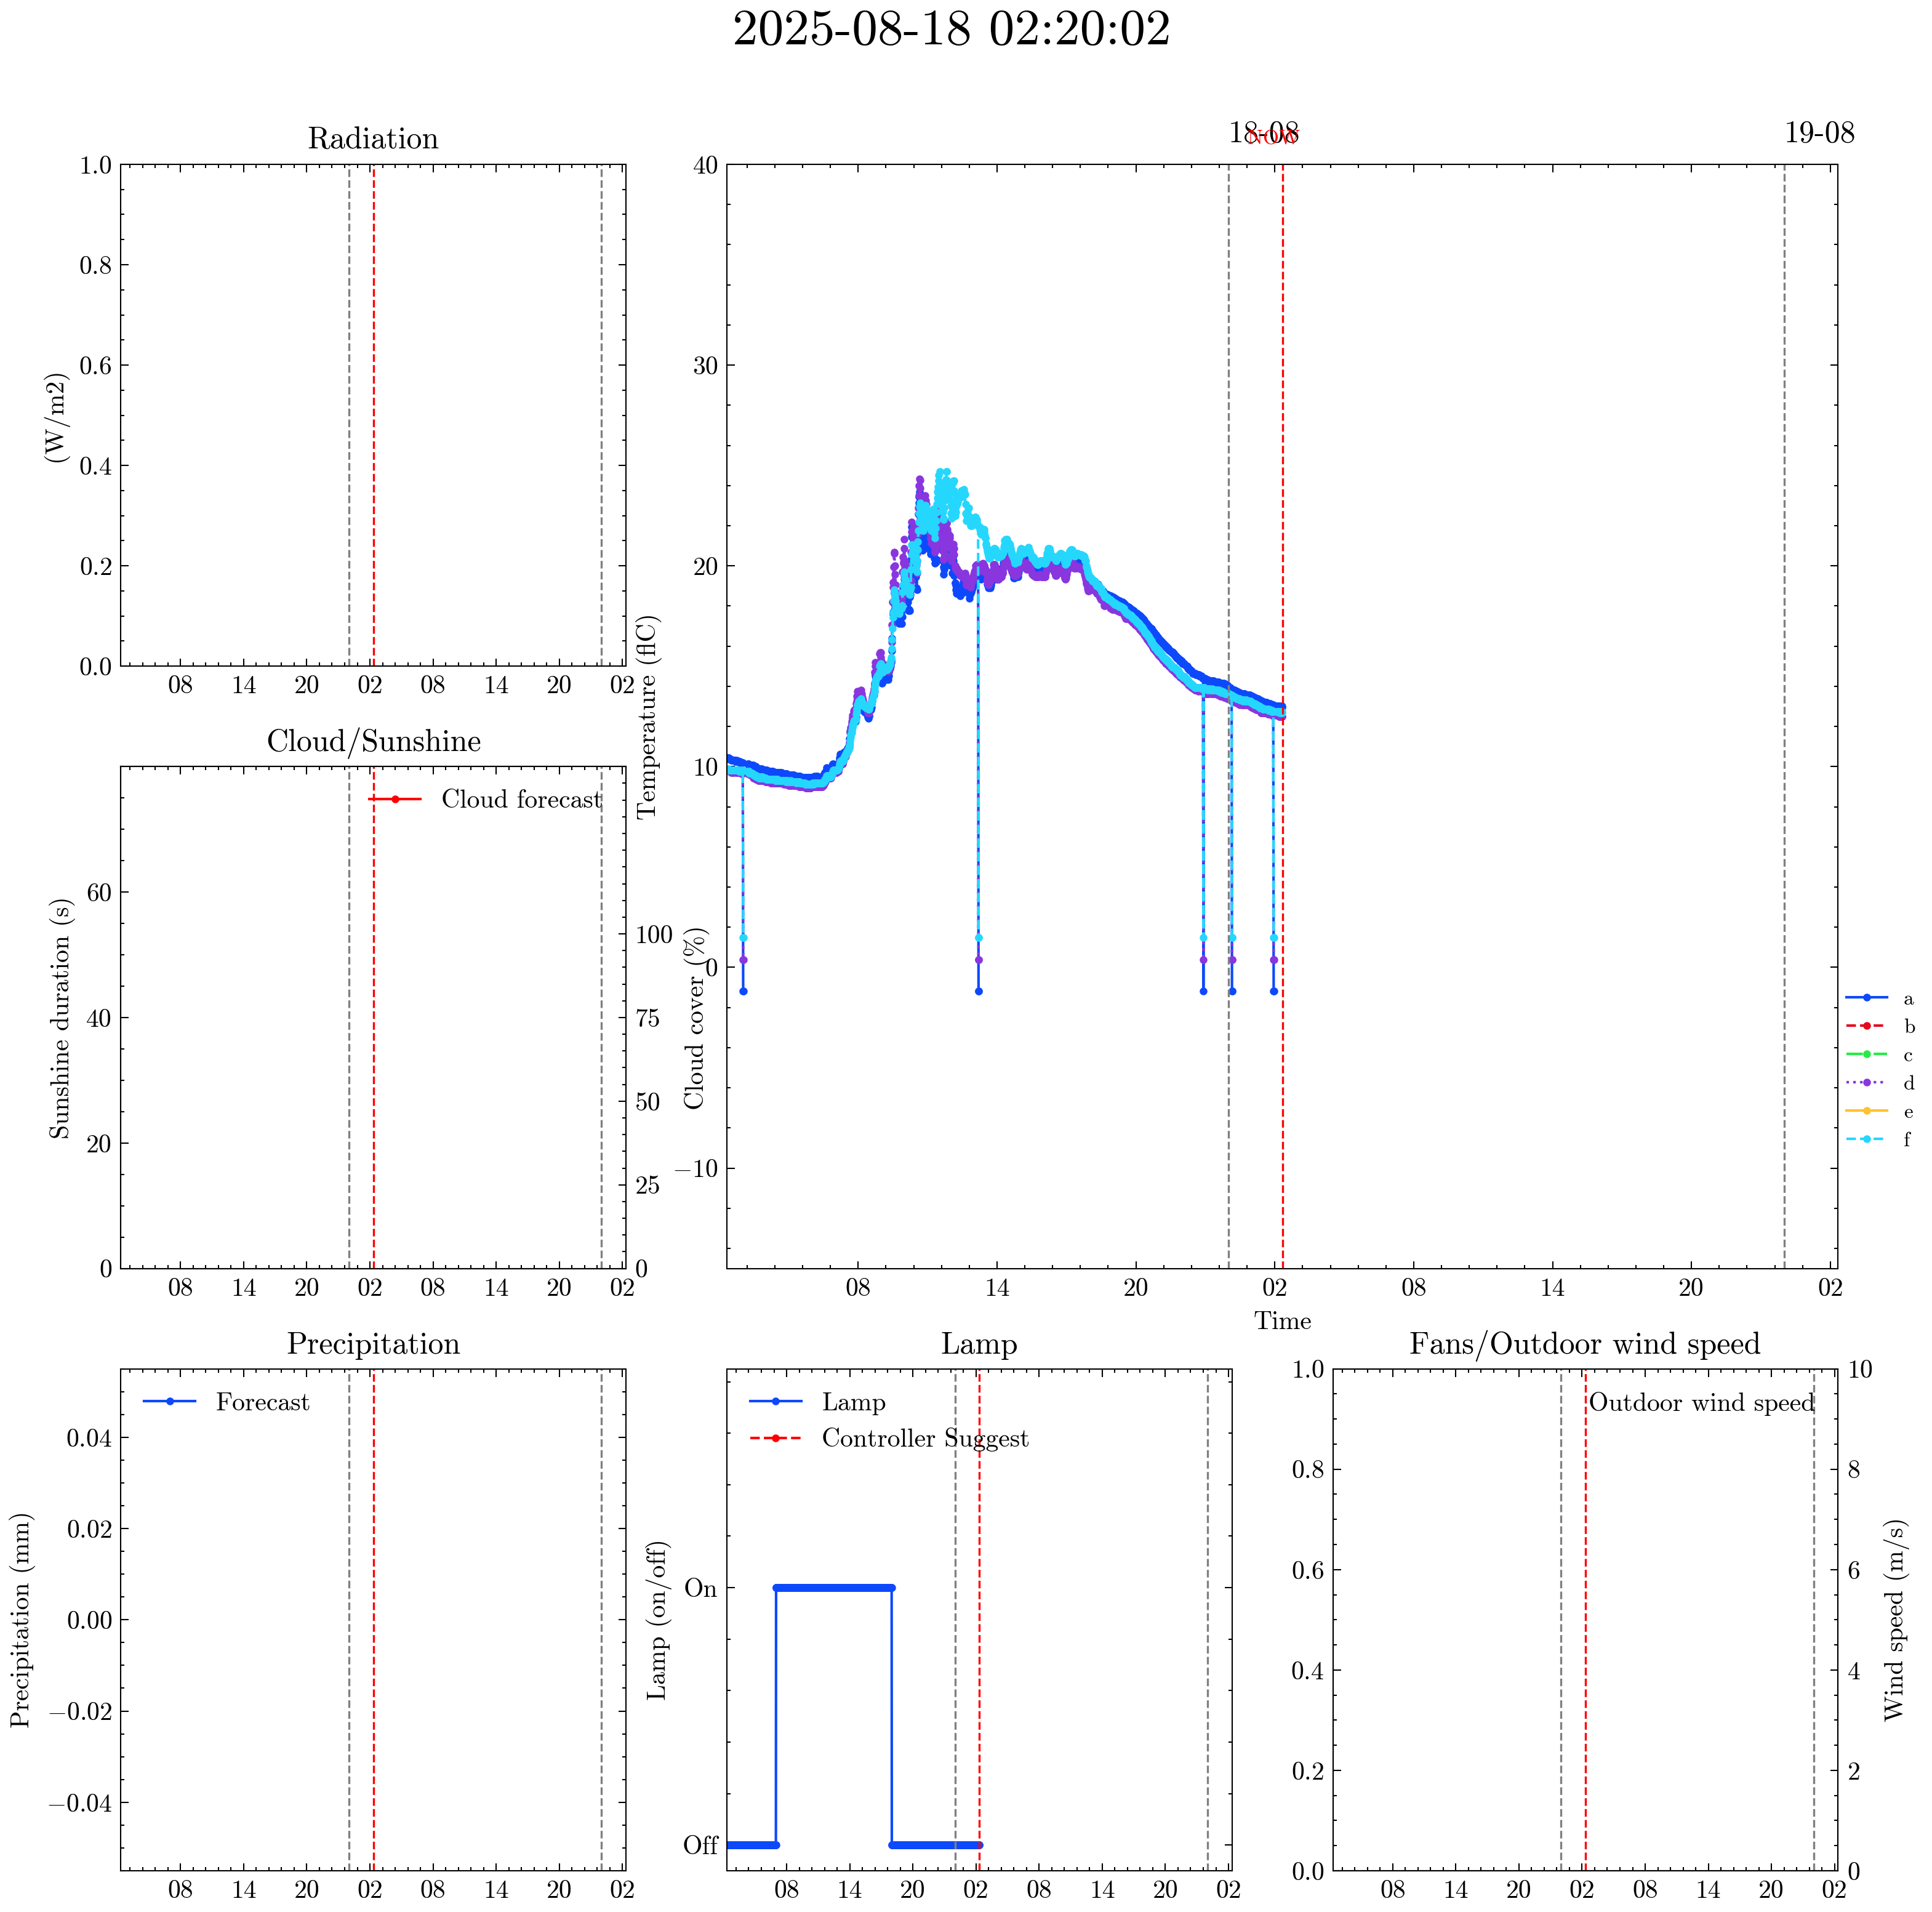 2025-08-18 02:20:02
Radiation
1.0
0.8
0.6
0.4
0.2
0.0
(W/m2)
08 14 20 02 08 14 20 02
Cloud/Sunshine
Cloud forecast
60
40
20
0
Sunshine duration (s)
100
75
50
25
0
Cloud cover (%)
08 14 20 02 08 14 20 02
18-08
NOW
19-08
40
30
20
10
0
−10
Temperature (flC)
08 14 20 02 08 14 20 02
Time
a
b
c
d
e
f
Precipitation
Forecast
0.04
0.02
0.00
−0.02
−0.04
Precipitation (mm)
08 14 20 02 08 14 20 02
Lamp
Lamp
Controller Suggest
On
Off
Lamp (on/off)
08 14 20 02 08 14 20 02
Fans/Outdoor wind speed
Outdoor wind speed
1.0
0.8
0.6
0.4
0.2
0.0
10
8
6
4
2
0
Wind speed (m/s)
08 14 20 02 08 14 20 02